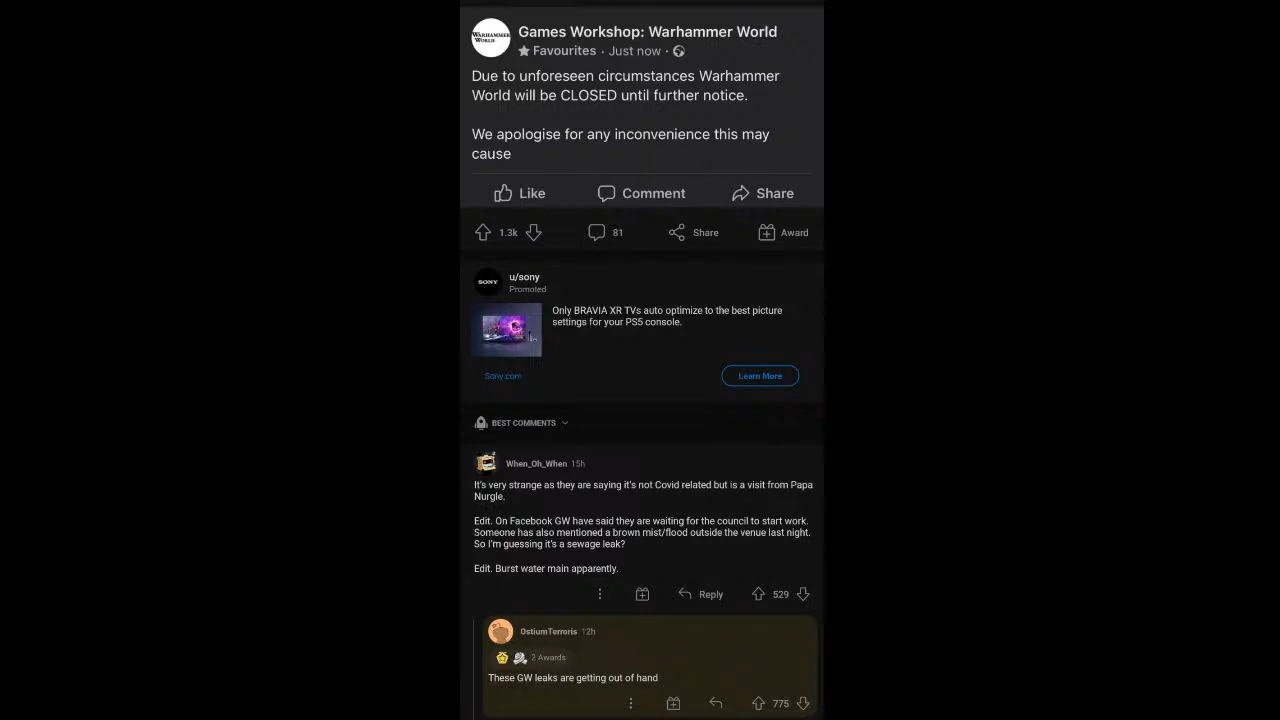 WARHAMMER
WORLD
Games Workshop: Warhammer World
Favourites · Just now ·
Due to unforeseen circumstances Warhammer
World will be CLOSED until further notice.
We apologise for any inconvenience this may
cause
Like Comment Share
1.3k 81 Share Award
SONY
u/sony
Promoted
Only BRAVIA XR TVs auto optimize to the best picture
settings for your PS5 console.
Sony.com Learn More
BEST COMMENTS
When_Oh_When 15h
It's very strange as they are saying it's not Covid related but is a visit from Papa
Nurgle.
Edit. On Facebook GW have said they are waiting for the council to start work.
Someone has also mentioned a brown mist/flood outside the venue last night.
So I'm guessing it's a sewage leak?
Edit. Burst water main apparently.
Reply 529
OstiumTerroris 12h
2 Awards
These GW leaks are getting out of hand
775